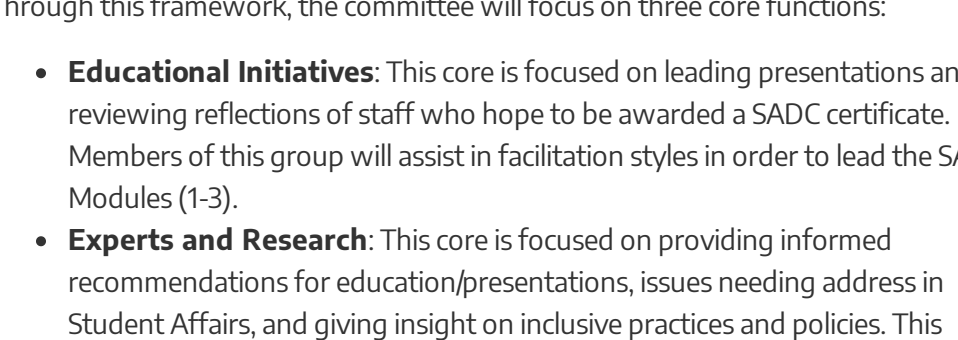 hrough this framework, the committee will focus on three core functions:
• Educational Initiatives: This core is focused on leading presentations an
reviewing reflections of staff who hope to be awarded a SADC certificate.
Members of this group will assist in facilitation styles in order to lead the SA
Modules (1-3).
• Experts and Research: This core is focused on providing informed
recommendations for education/presentations, issues needing address in
Student Affairs, and giving insight on inclusive practices and policies. This